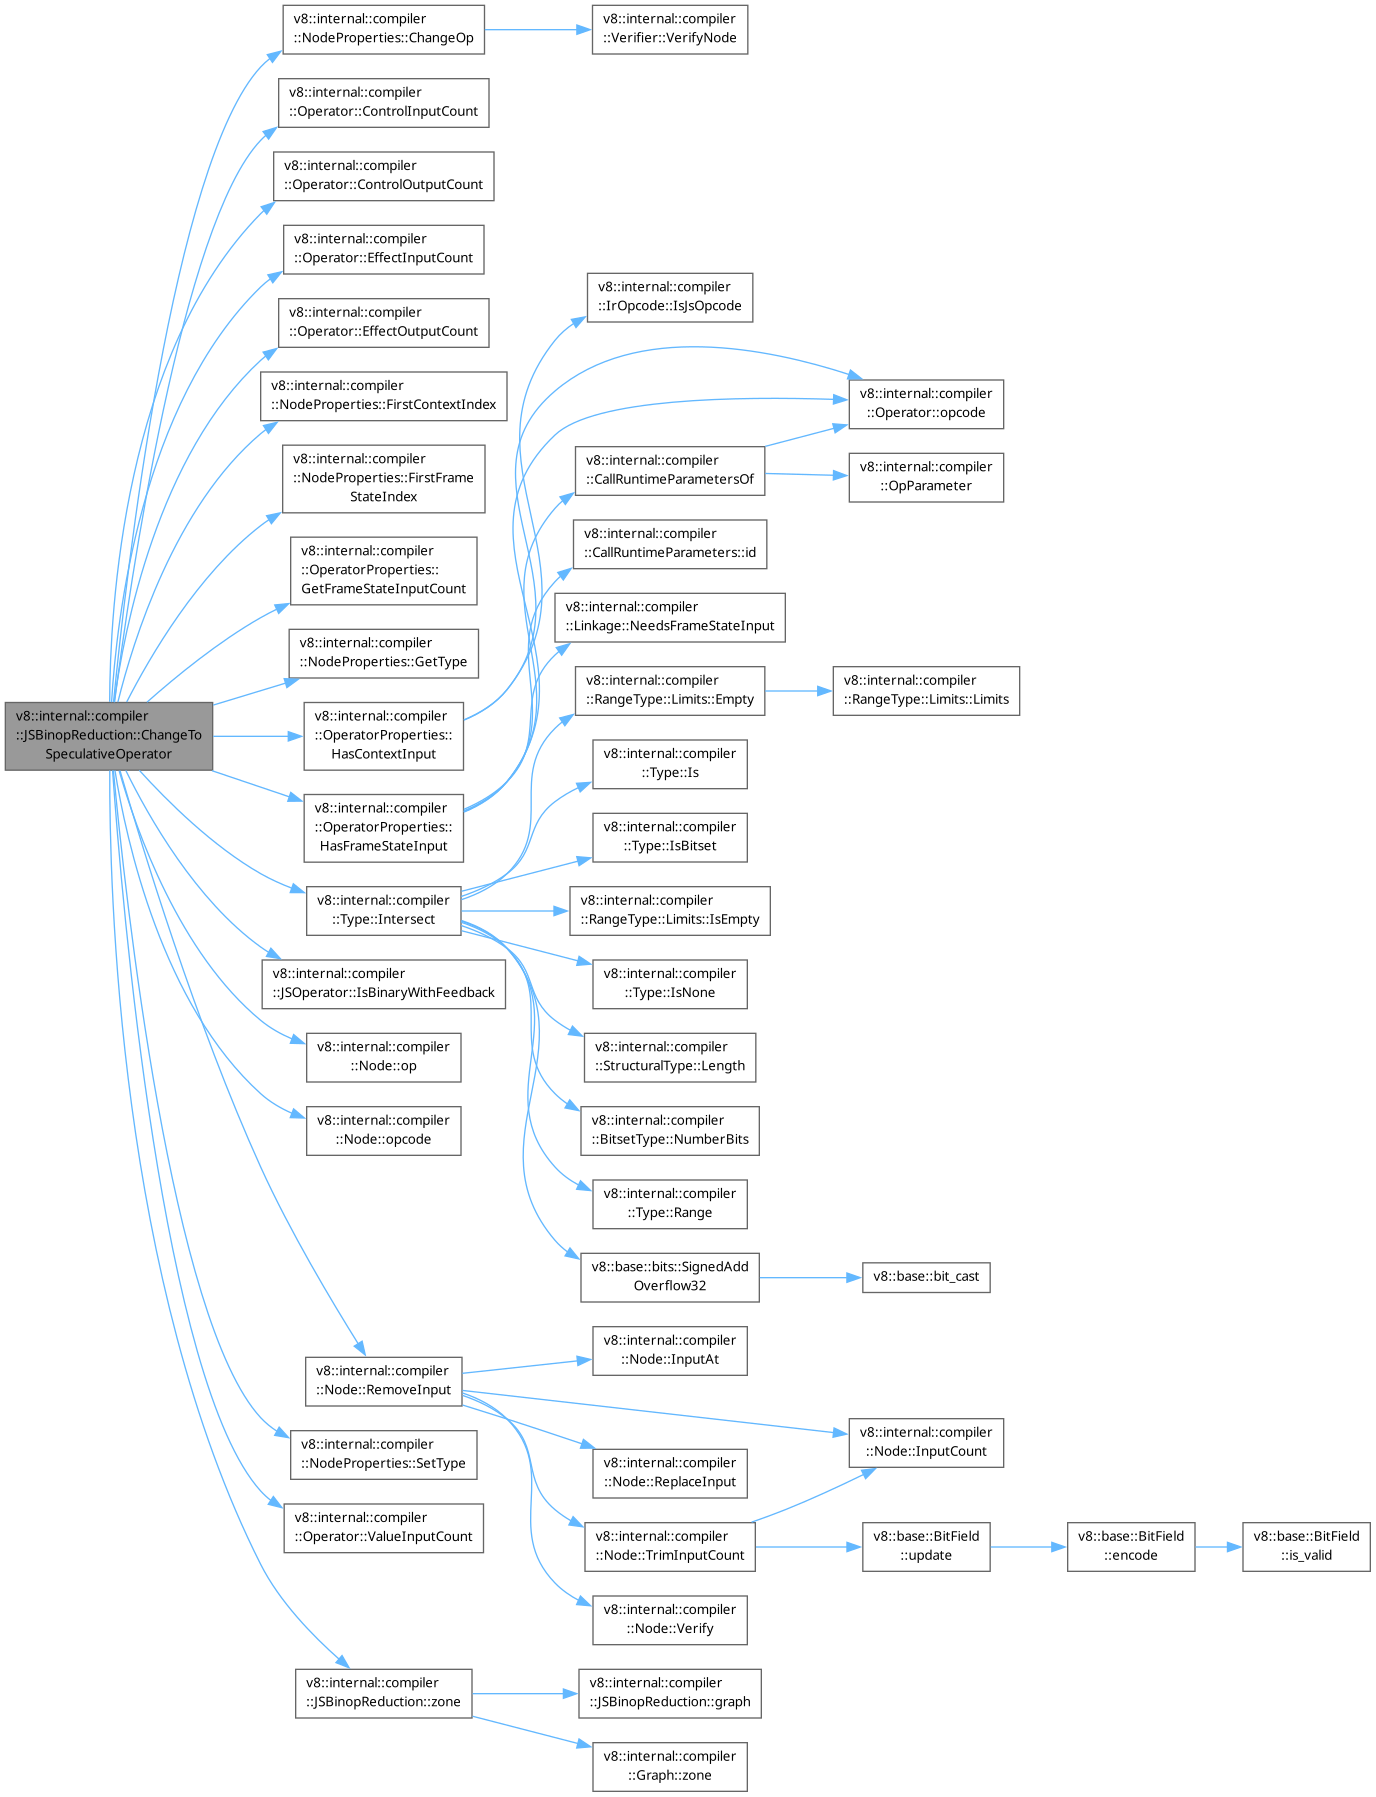 v8::internal::compiler
::JSBinopReduction::ChangeTo
SpeculativeOperator
v8::internal::compiler
::NodeProperties::ChangeOp
v8::internal::compiler
::Verifier::VerifyNode
v8::internal::compiler
::Operator::ControlInputCount
v8::internal::compiler
::Operator::ControlOutputCount
v8::internal::compiler
::Operator::EffectInputCount
v8::internal::compiler
::Operator::EffectOutputCount
v8::internal::compiler
::NodeProperties::FirstContextIndex
v8::internal::compiler
::NodeProperties::FirstFrame
StateIndex
v8::internal::compiler
::OperatorProperties::
GetFrameStateInputCount
v8::internal::compiler
::NodeProperties::GetType
v8::internal::compiler
::OperatorProperties::
HasContextInput
v8::internal::compiler
::OperatorProperties::
HasFrameStateInput
v8::internal::compiler
::Type::Intersect
v8::internal::compiler
::JSOperator::IsBinaryWithFeedback
v8::internal::compiler
::Node::op
v8::internal::compiler
::Node::opcode
v8::internal::compiler
::Node::RemoveInput
v8::internal::compiler
::NodeProperties::SetType
v8::internal::compiler
::Operator::ValueInputCount
v8::internal::compiler
::JSBinopReduction::zone
v8::internal::compiler
::IrOpcode::IsJsOpcode
v8::internal::compiler
::Operator::opcode
v8::internal::compiler
::CallRuntimeParametersOf
v8::internal::compiler
::OpParameter
v8::internal::compiler
::CallRuntimeParameters::id
v8::internal::compiler
::Linkage::NeedsFrameStateInput
v8::internal::compiler
::RangeType::Limits::Empty
v8::internal::compiler
::RangeType::Limits::Limits
v8::internal::compiler
::Type::Is
v8::internal::compiler
::Type::IsBitset
v8::internal::compiler
::RangeType::Limits::IsEmpty
v8::internal::compiler
::Type::IsNone
v8::internal::compiler
::StructuralType::Length
v8::internal::compiler
::BitsetType::NumberBits
v8::internal::compiler
::Type::Range
v8::base::bits::SignedAdd
Overflow32
v8::base::bit_cast
v8::internal::compiler
::Node::InputAt
v8::internal::compiler
::Node::InputCount
v8::internal::compiler
::Node::ReplaceInput
v8::internal::compiler
::Node::TrimInputCount
v8::base::BitField
::update
v8::base::BitField
::encode
v8::base::BitField
::is_valid
v8::internal::compiler
::Node::Verify
v8::internal::compiler
::JSBinopReduction::graph
v8::internal::compiler
::Graph::zone